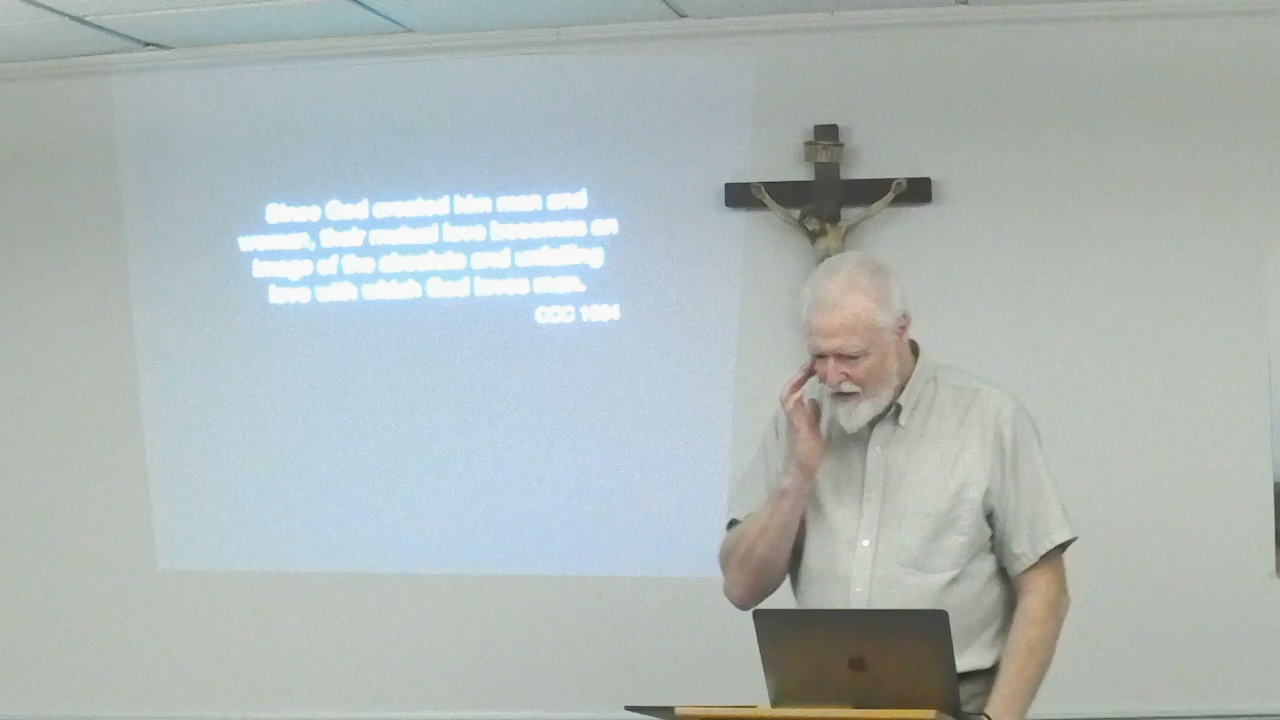 Since God created him man and
woman, their mutual love becomes an
image of the absolute and unfailing
love with which God loves man.
CCC 1604